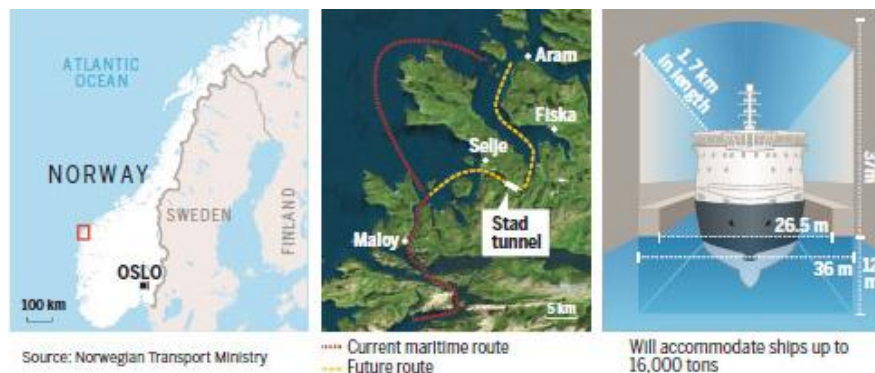 ATLANTIC
OCEAN
NORWAY
SWEDEN
FINLAND
OSLO
100 km
Source: Norwegian Transport Ministry
Aram
Fiska
Selje
Stad
tunnel
Maloy
5 km
Current maritime route
Future route
1.7 km
in length
37m
26.5 m
36 m
12
m
Will accommodate ships up to
16,000 tons